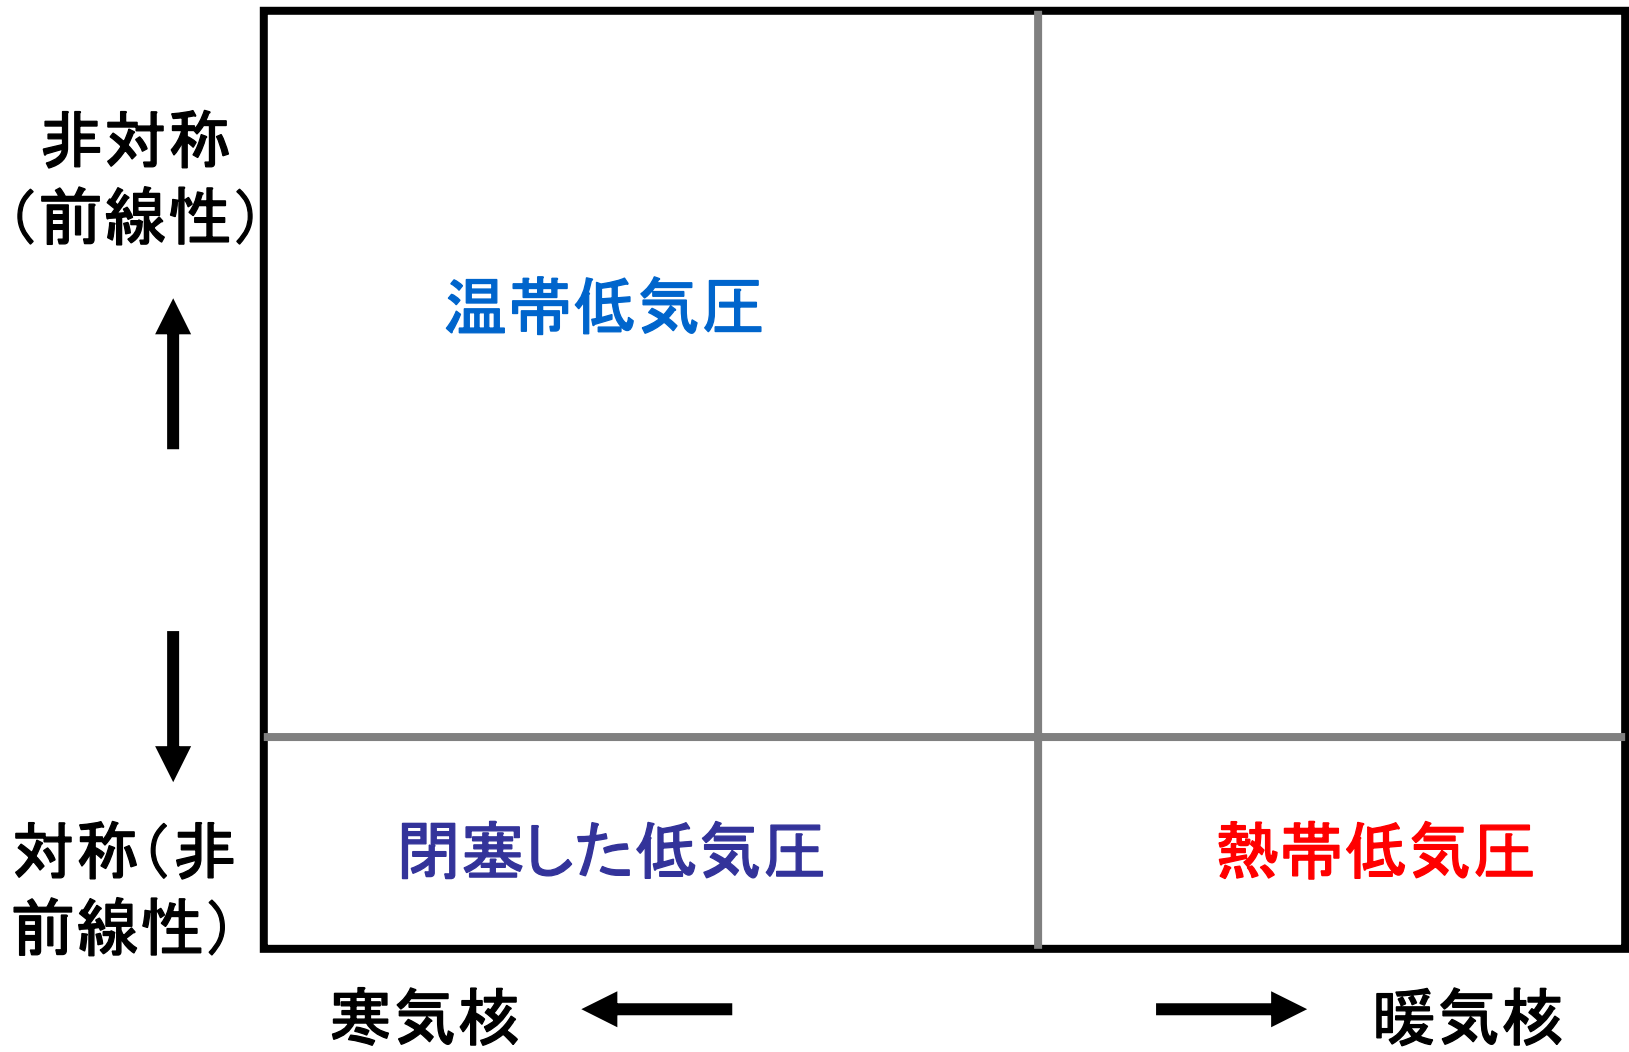 非対称
（前線性）
温帯低気圧
対称（非
前線性）
閉塞した低気圧
熱帯低気圧
寒気核
暖気核